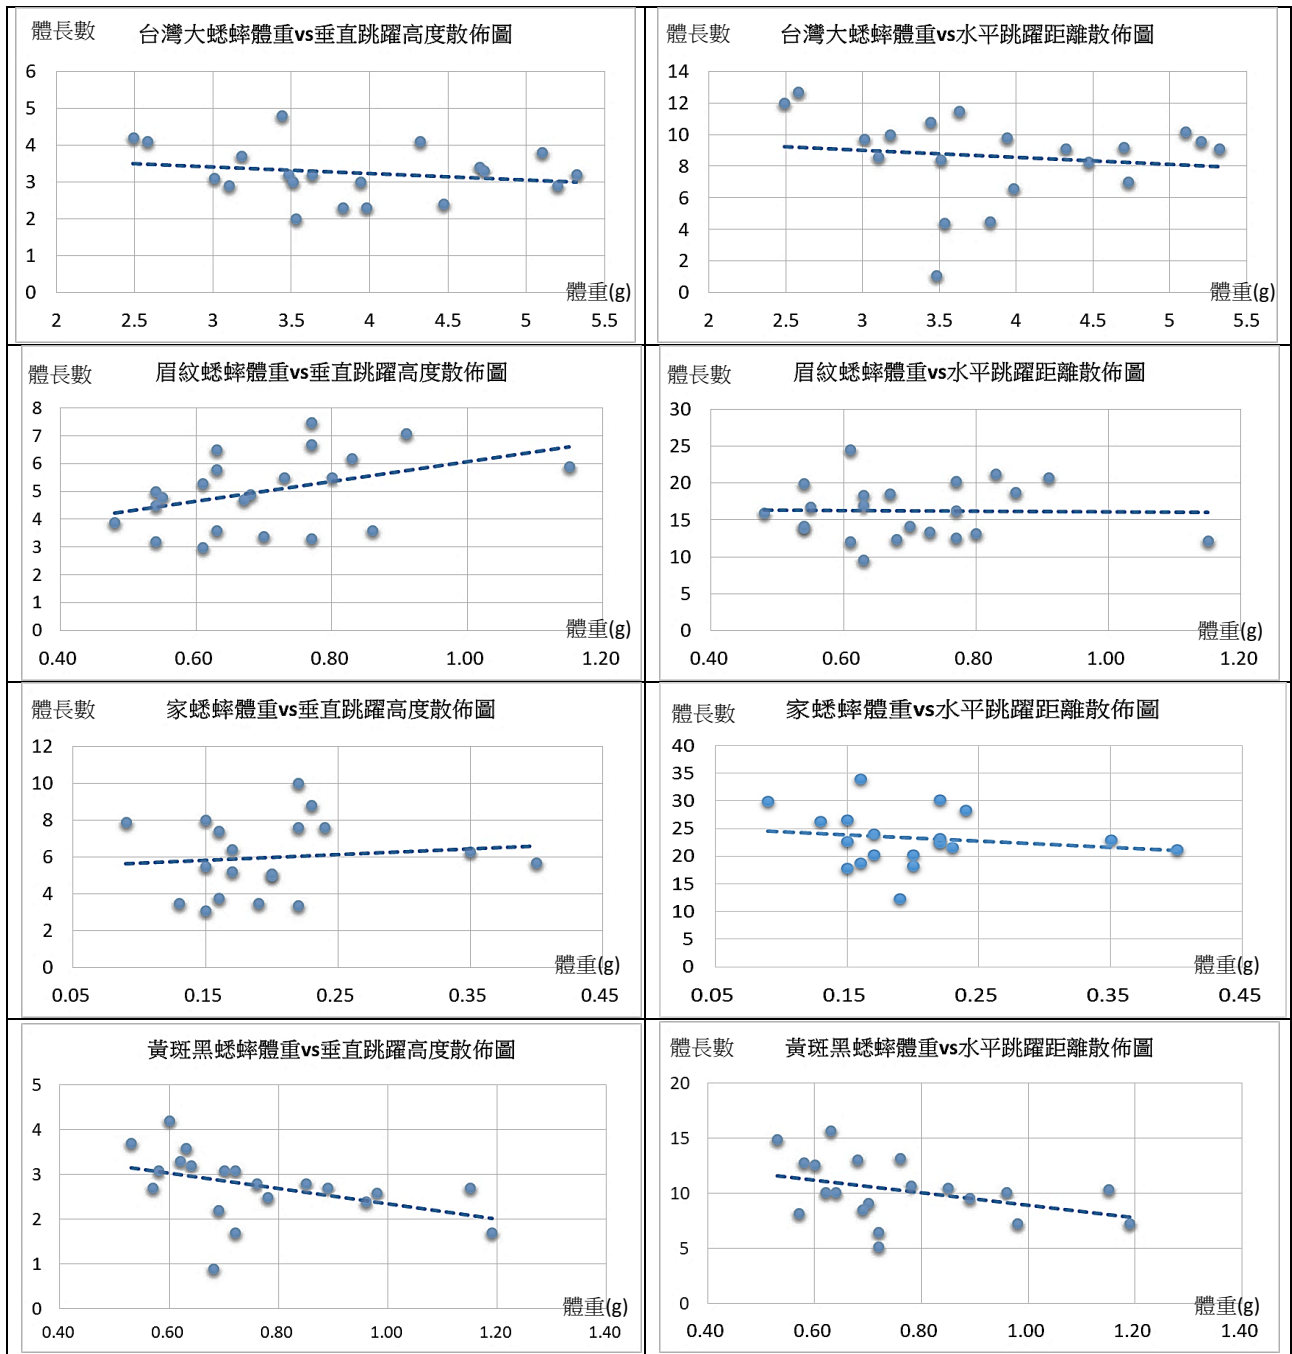 體長數
台灣大蟋蟀體重vs垂直跳躍高度散佈圖
6
5
4
3
2
1
0
體重(g)
2 2.5 3 3.5 4 4.5 5 5.5
體長數
台灣大蟋蟀體重vs水平跳躍距離散佈圖
14
12
10
8
6
4
2
0
體重(g)
2 2.5 3 3.5 4 4.5 5 5.5
體長數
眉紋蟋蟀體重vs垂直跳躍高度散佈圖
8
7
6
5
4
3
2
1
0
體重(g)
0.40 0.60 0.80 1.00 1.20
體長數
眉紋蟋蟀體重vs水平跳躍距離散佈圖
30
25
20
15
10
5
0
體重(g)
0.40 0.60 0.80 1.00 1.20
體長數
家蟋蟀體重vs垂直跳躍高度散佈圖
12
10
8
6
4
2
0
體重(g)
0.05 0.15 0.25 0.35 0.45
體長數
家蟋蟀體重vs水平跳躍距離散佈圖
40
35
30
25
20
15
10
5
0
體重(g)
0.05 0.15 0.25 0.35 0.45
黃斑黑蟋蟀體重vs垂直跳躍高度散佈圖
5
4
3
2
1
0
體重(g)
0.40 0.60 0.80 1.00 1.20 1.40
體長數
黃斑黑蟋蟀體重vs水平跳躍距離散佈圖
20
15
10
5
0
體重(g)
0.40 0.60 0.80 1.00 1.20 1.40